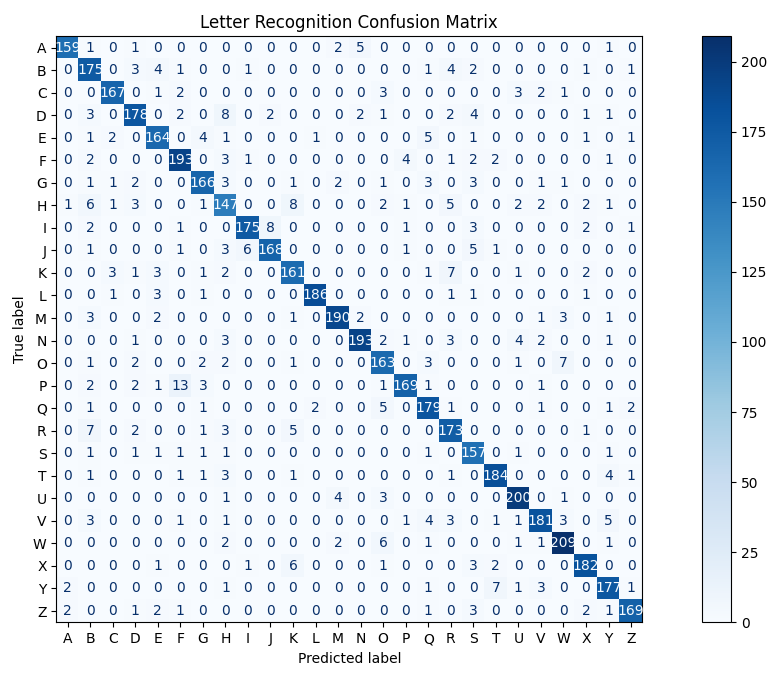 Letter Recognition Confusion Matrix
A 159 1 0 1 0 0 0 0 0 0 0 0 2 5 0 0 0 0 0 0 0 0 0 0 1 0
B 0 175 0 3 4 1 0 0 1 0 0 0 0 0 0 0 1 4 2 0 0 0 0 1 0 1
C 0 0 167 0 1 2 0 0 0 0 0 0 0 0 3 0 0 0 0 0 3 2 1 0 0 0
D 0 3 0 178 0 2 0 8 0 2 0 0 0 2 1 0 0 2 4 0 0 0 0 1 1 0
E 0 1 2 0 164 0 4 1 0 0 0 1 0 0 0 0 5 0 1 0 0 0 0 1 0 1
F 0 2 0 0 0 193 0 3 1 0 0 0 0 0 0 4 0 1 2 2 0 0 0 0 1 0
G 0 1 1 2 0 0 166 3 0 0 1 0 2 0 1 0 3 0 3 0 0 1 1 0 0 0
H 1 6 1 3 0 0 1 147 0 0 8 0 0 0 2 1 0 5 0 0 2 2 0 2 1 0
I 0 2 0 0 0 1 0 0 175 8 0 0 0 0 0 1 0 0 3 0 0 0 0 2 0 1
J 0 1 0 0 0 1 0 3 6 168 0 0 0 0 0 1 0 0 5 1 0 0 0 0 0 0
K 0 0 3 1 3 0 1 2 0 0 161 0 0 0 0 0 1 7 0 0 1 0 0 2 0 0
L 0 0 1 0 3 0 1 0 0 0 0 186 0 0 0 0 0 1 1 0 0 0 0 1 0 0
M 0 3 0 0 2 0 0 0 0 0 1 0 190 2 0 0 0 0 0 0 0 1 3 0 1 0
N 0 0 0 1 0 0 0 3 0 0 0 0 0 193 2 1 0 3 0 0 4 2 0 0 1 0
O 0 1 0 2 0 0 2 2 0 0 1 0 0 0 163 0 3 0 0 0 2 0 7 0 0 0
P 0 2 0 2 1 13 3 0 0 0 0 0 0 0 1 169 1 0 0 0 0 1 0 0 0 0
Q 0 1 0 0 0 0 1 0 0 0 0 2 0 0 5 0 179 1 0 0 0 1 0 0 1 2
R 0 7 0 2 0 0 1 3 0 0 5 0 0 0 0 0 0 173 0 0 0 0 0 1 0 0
S 0 1 0 1 1 1 1 1 0 0 0 0 0 0 0 0 1 0 157 0 1 0 0 1 0 0
T 0 1 0 0 0 1 1 3 0 0 1 0 0 0 0 0 0 1 0 184 0 0 0 0 4 1
U 0 0 0 0 0 0 0 1 0 0 0 0 4 0 3 0 0 0 0 0 200 0 1 0 0 0
V 0 3 0 0 0 1 0 1 0 0 0 0 0 0 0 1 4 3 0 1 1 181 3 0 5 0
W 0 0 0 0 0 0 0 2 0 0 0 0 2 0 6 0 1 0 0 0 1 1 209 0 1 0
X 0 0 0 0 1 0 0 0 1 0 6 0 0 0 1 0 0 0 3 2 0 0 0 182 0 0
Y 2 0 0 0 0 0 0 1 0 0 0 0 0 0 0 0 1 0 0 7 1 3 0 0 177 1
Z 2 0 0 1 2 1 0 0 0 0 0 0 0 0 0 0 1 0 3 0 0 0 0 2 1 169
A B C D E F G H I J K L M N O P Q R S T U V W X Y Z
Predicted label
True label
200
175
150
125
100
75
50
25
0